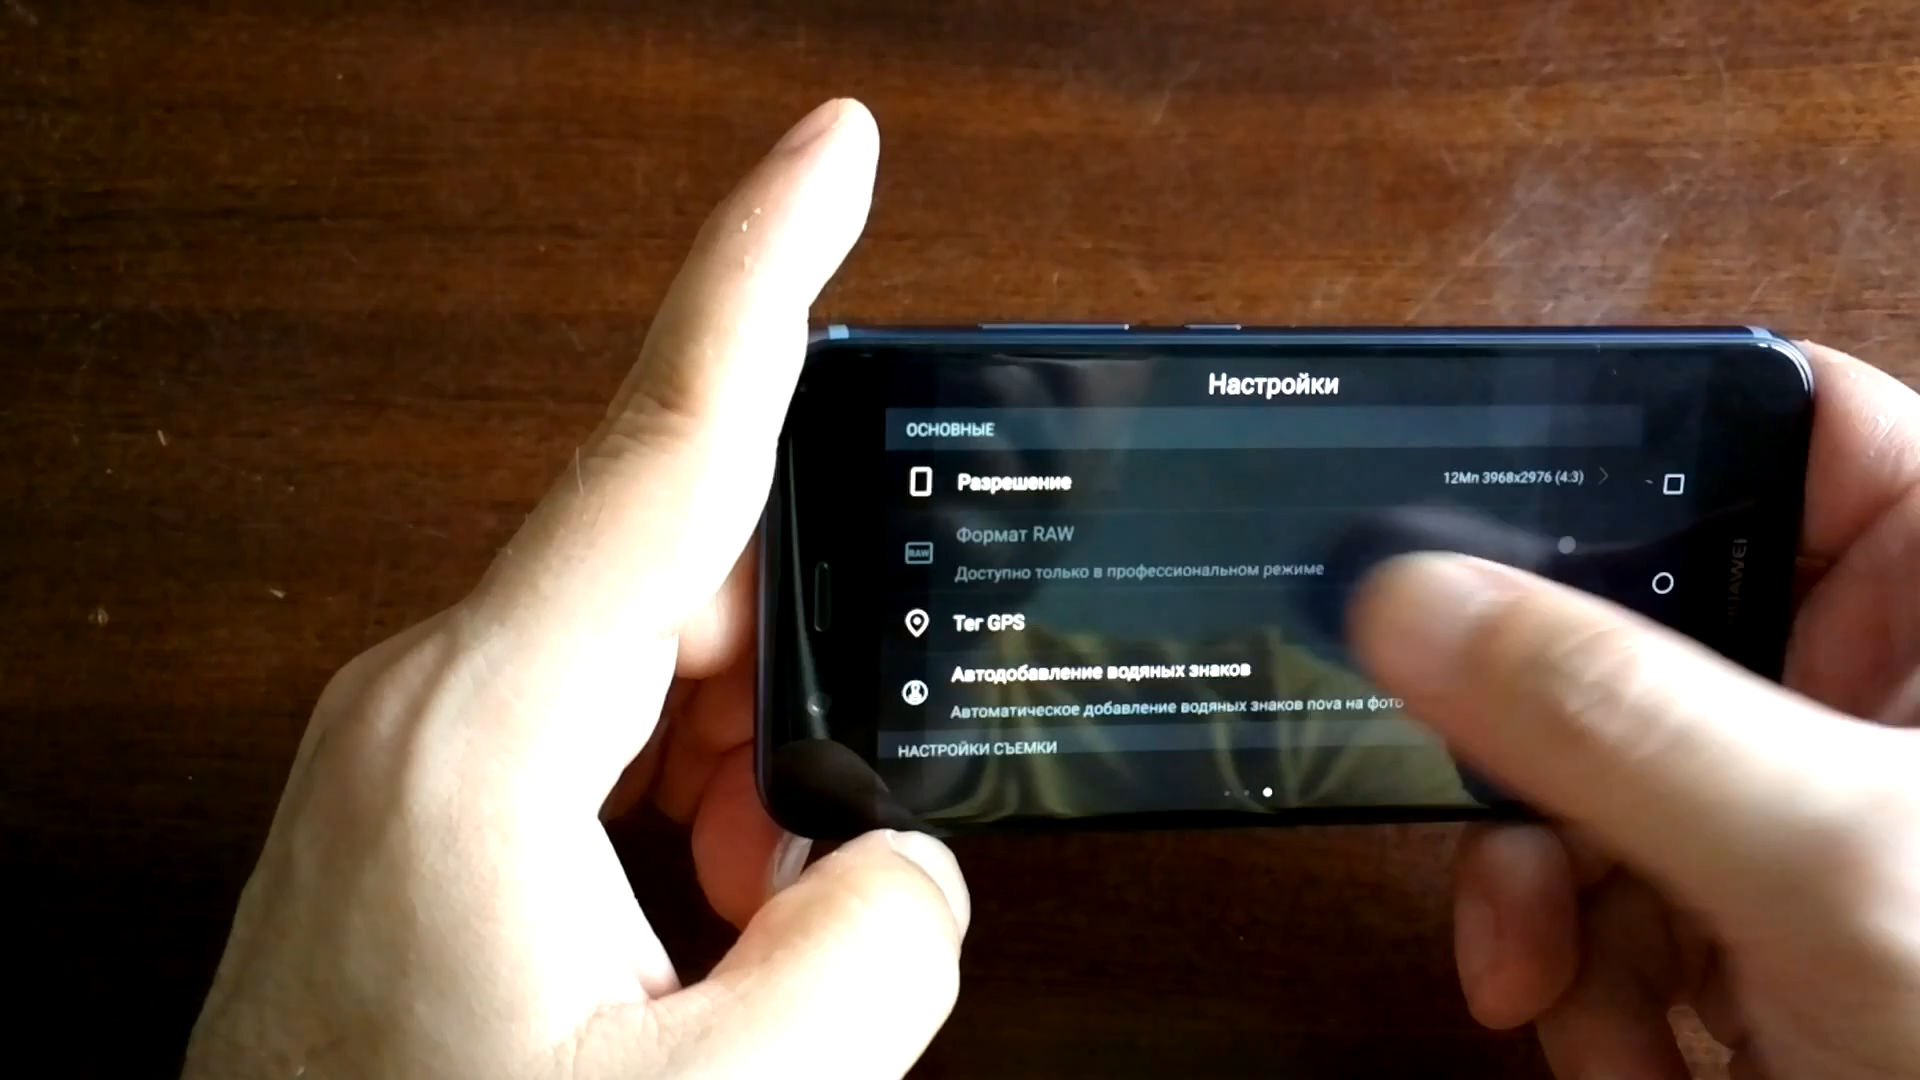 Настройки
ОСНОВНЫЕ
Разрешение
12Мп 3968x2976 (4:3)
Формат RAW
RAW
Доступно только в профессиональном режиме
Тег GPS
Автодобавление водяных знаков
Автоматическое добавление водяных знаков nova на фото
НАСТРОЙКИ СЪЕМКИ
HUAWEI